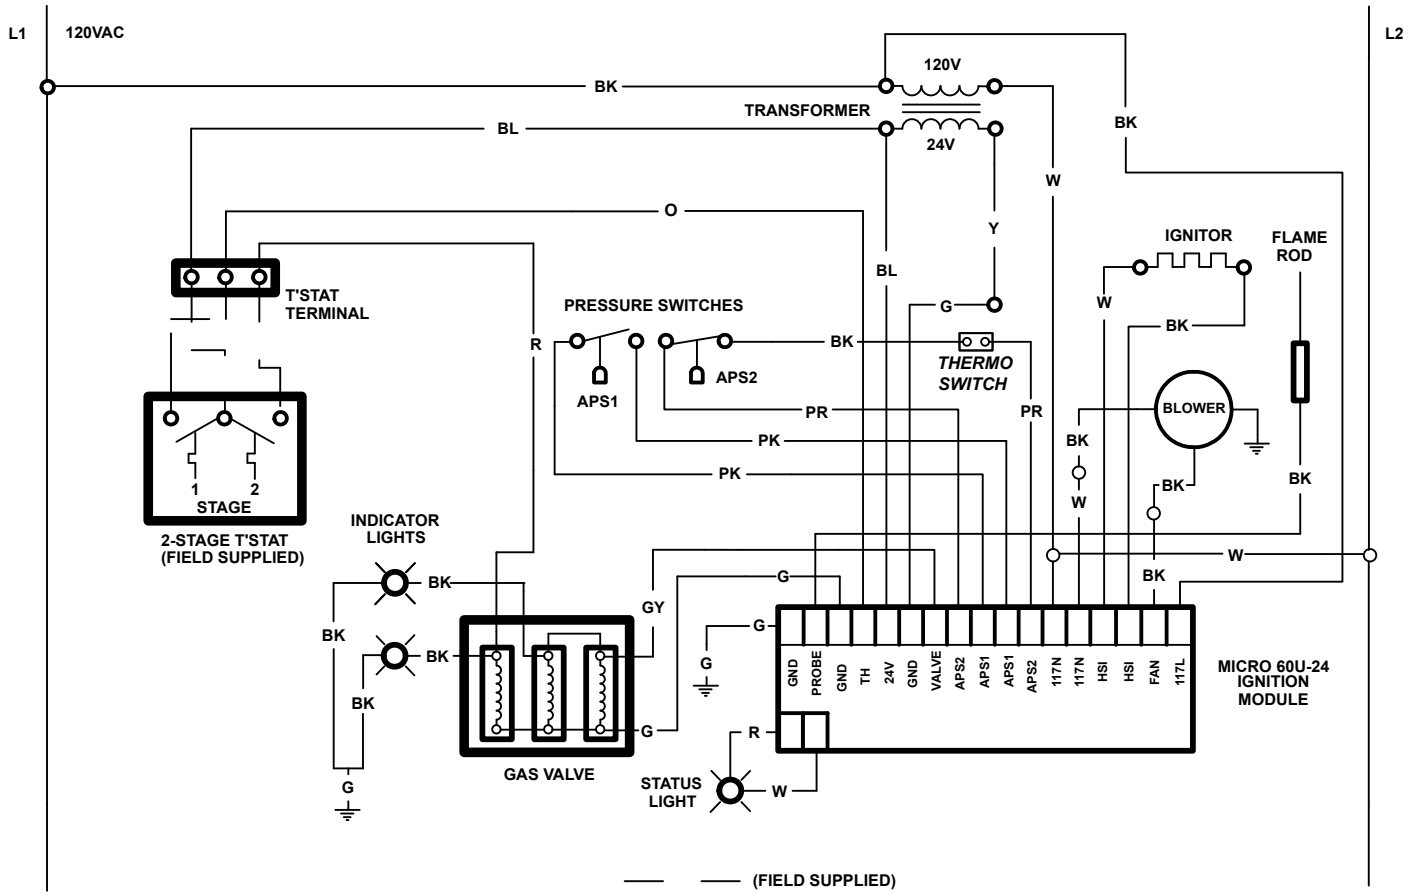 L1
120VAC
L2
120V
BK
TRANSFORMER
BL
24V
BK
W
O
Y
IGNITOR
FLAME
ROD
BL
T'STAT
TERMINAL
PRESSURE SWITCHES
G
W
BK
R
BK
THERMO
SWITCH
APS1
APS2
PR
PR
BLOWER
PK
BK
PK
BK
BK
W
1
2
STAGE
2-STAGE T'STAT
(FIELD SUPPLIED)
INDICATOR
LIGHTS
W
BK
G
BK
GY
BK
G
G
BK
BK
GND
PROBE
GND
TH
24V
GND
VALVE
APS2
APS1
APS1
APS2
117N
117N
HSI
HSI
FAN
117L
MICRO 60U-24
IGNITION
MODULE
G
R
GAS VALVE
STATUS
LIGHT
W
G
(FIELD SUPPLIED)